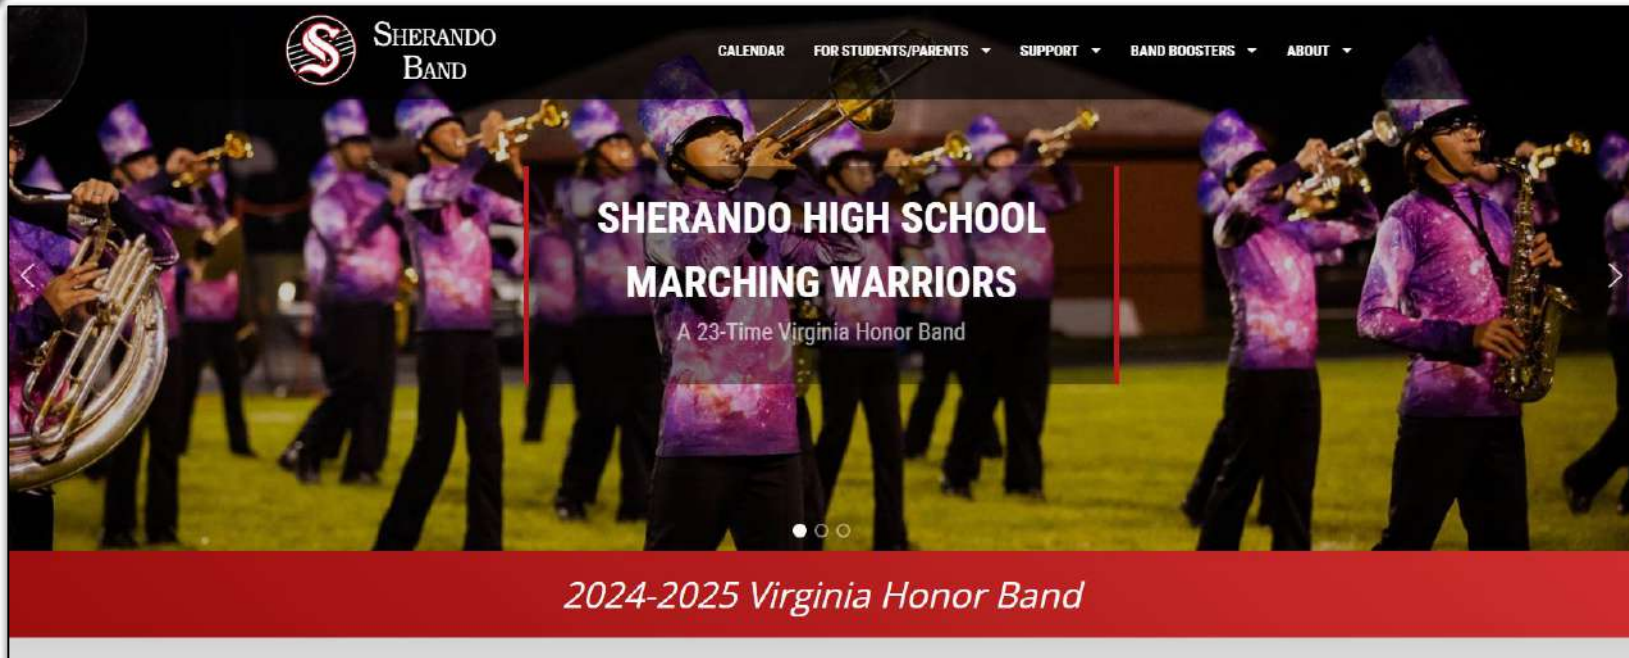 S
SHERANDO
BAND
CALENDAR FOR STUDENTS/PARENTS SUPPORT BAND BOOSTERS ABOUT
SHERANDO HIGH SCHOOL
MARCHING WARRIORS
A 23-Time Virginia Honor Band
2024-2025 Virginia Honor Band